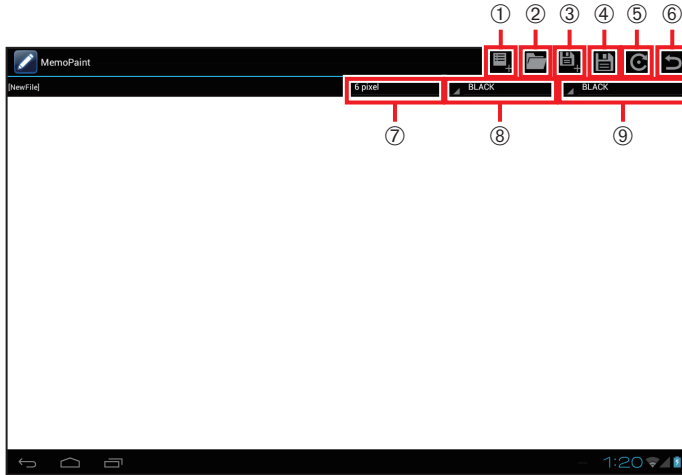 ① ② ③ ④ ⑤ ⑥
MemoPaint
[NewFile] 6 pixel BLACK BLACK
⑦ ⑧ ⑨
1:20